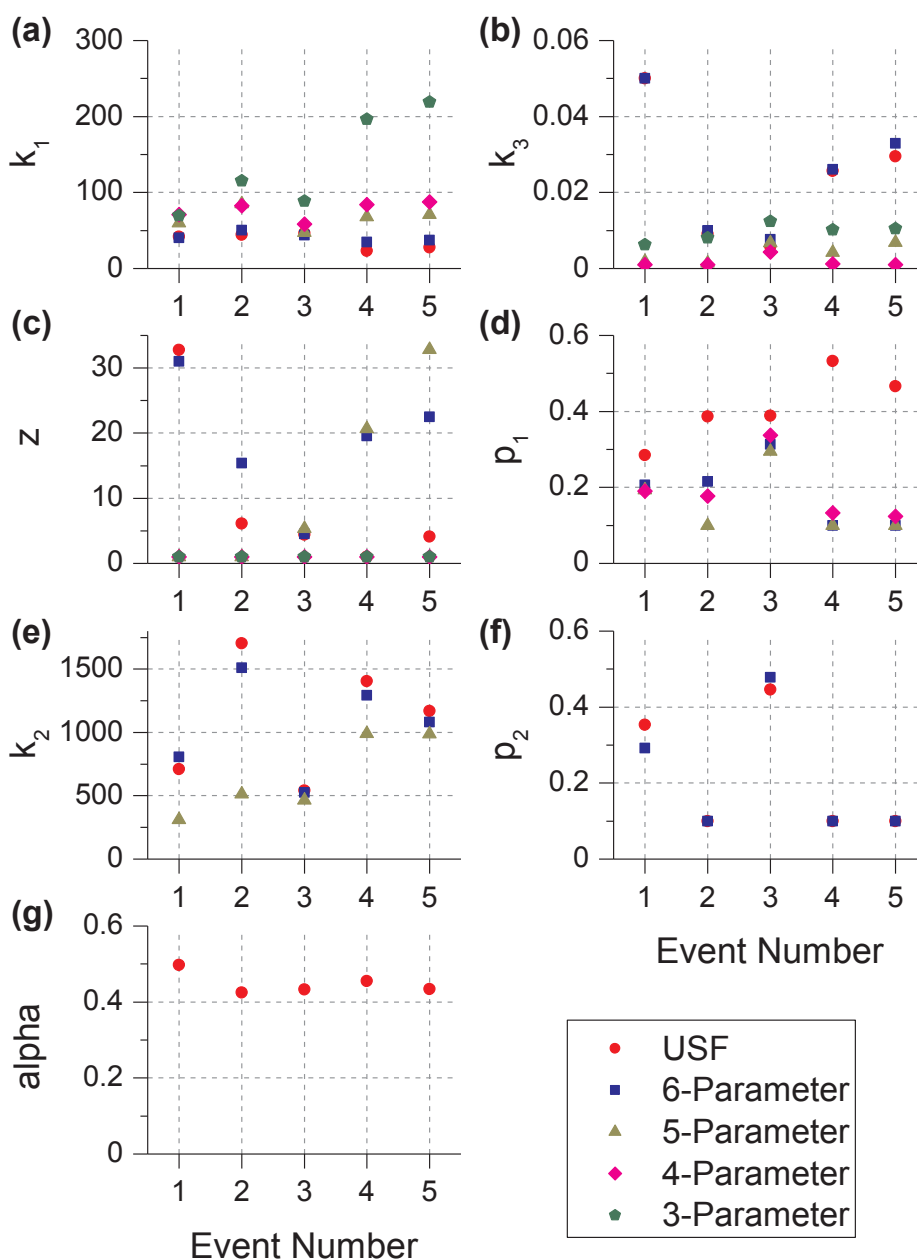 (a)
300
200
100
0
k1
1 2 3 4 5
(b)
0.06
0.04
0.02
0
k3
1 2 3 4 5
(c)
30
20
10
0
z
1 2 3 4 5
(d)
0.6
0.4
0.2
0
p1
1 2 3 4 5
(e)
1500
1000
500
0
k2
1 2 3 4 5
(f)
0.6
0.4
0.2
0
p2
1 2 3 4 5
Event Number
(g)
0.6
0.4
0.2
0
alpha
1 2 3 4 5
Event Number
USF
6-Parameter
5-Parameter
4-Parameter
3-Parameter